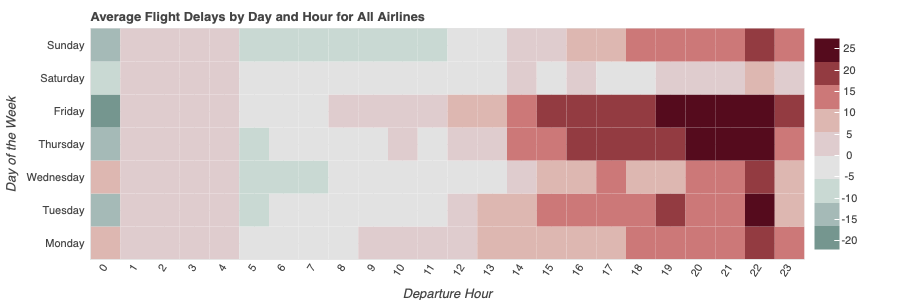 Average Flight Delays by Day and Hour for All Airlines
Day of the Week
Sunday
Saturday
Friday
Thursday
Wednesday
Tuesday
Monday
0 1 2 3 4 5 6 7 8 9 10 11 12 13 14 15 16 17 18 19 20 21 22 23
Departure Hour
25
20
15
10
5
0
-5
-10
-15
-20